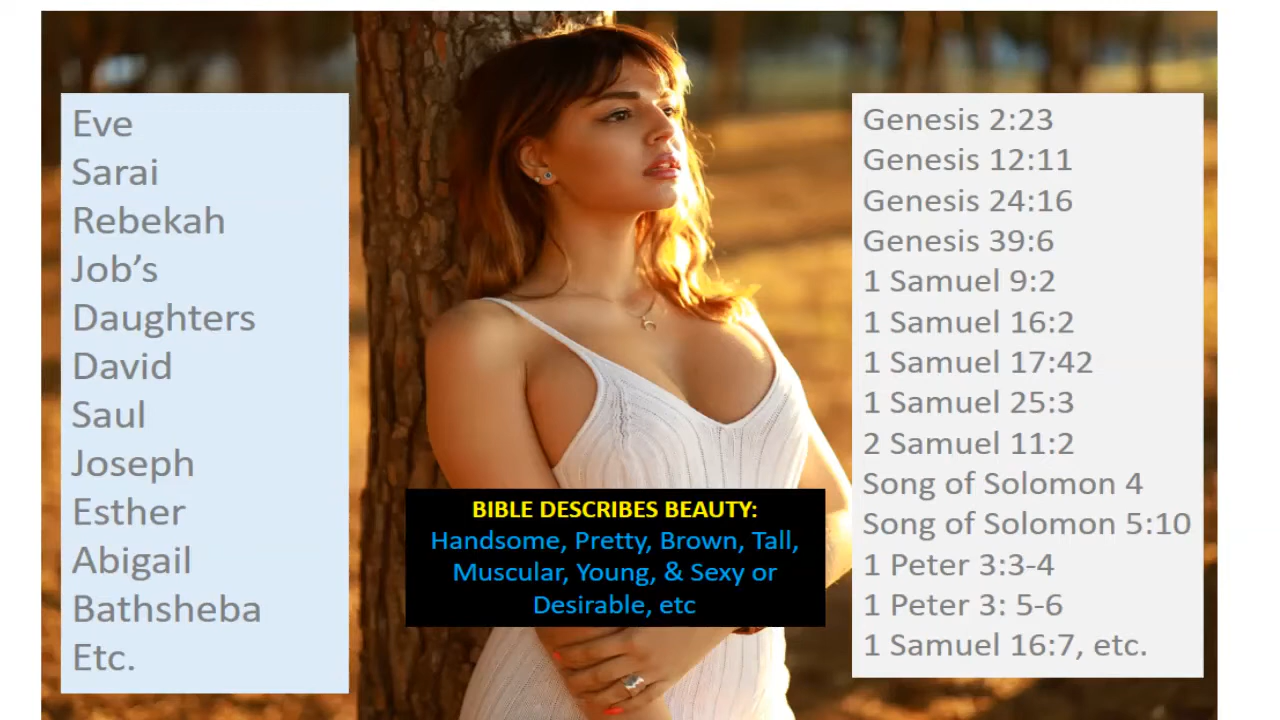 Eve
Sarai
Rebekah
Job's
Daughters
David
Saul
Joseph
Esther
Abigail
Bathsheba
Etc.
BIBLE DESCRIBES BEAUTY:
Handsome, Pretty, Brown, Tall,
Muscular, Young, & Sexy or
Desirable, etc
Genesis 2:23
Genesis 12:11
Genesis 24:16
Genesis 39:6
1 Samuel 9:2
1 Samuel 16:2
1 Samuel 17:42
1 Samuel 25:3
2 Samuel 11:2
Song of Solomon 4
Song of Solomon 5:10
1 Peter 3:3-4
1 Peter 3: 5-6
1 Samuel 16:7, etc.